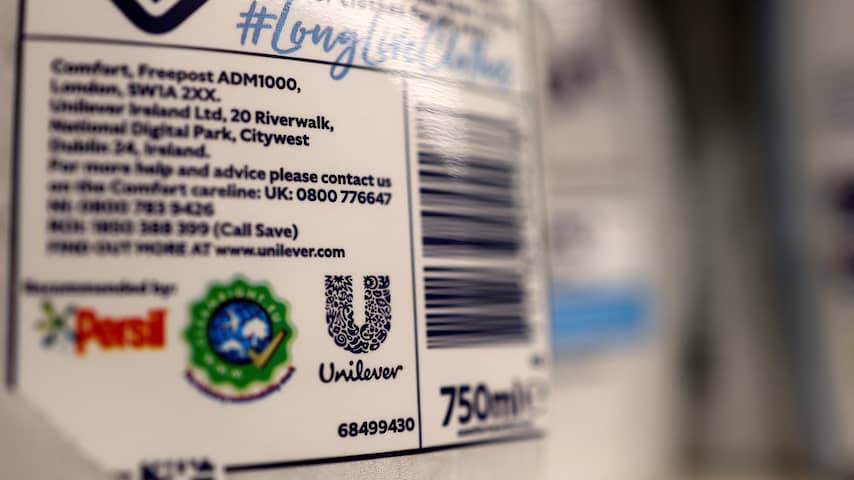 #LongLiveClothes
Comfort, Freepost ADM1000,
London, SW1A 2XX.
Unilever Ireland Ltd, 20 Riverwalk,
National Digital Park, Citywest
Dublin 24, Ireland.
For more help and advice please contact us
on the Comfort careline: UK: 0800 776647
NI: 0800 783 9426
ROI: 1850 388 399 (Call Save)
FIND OUT MORE AT www.unilever.com
Recommended by:
Persil
Unilever
68499430
750ml